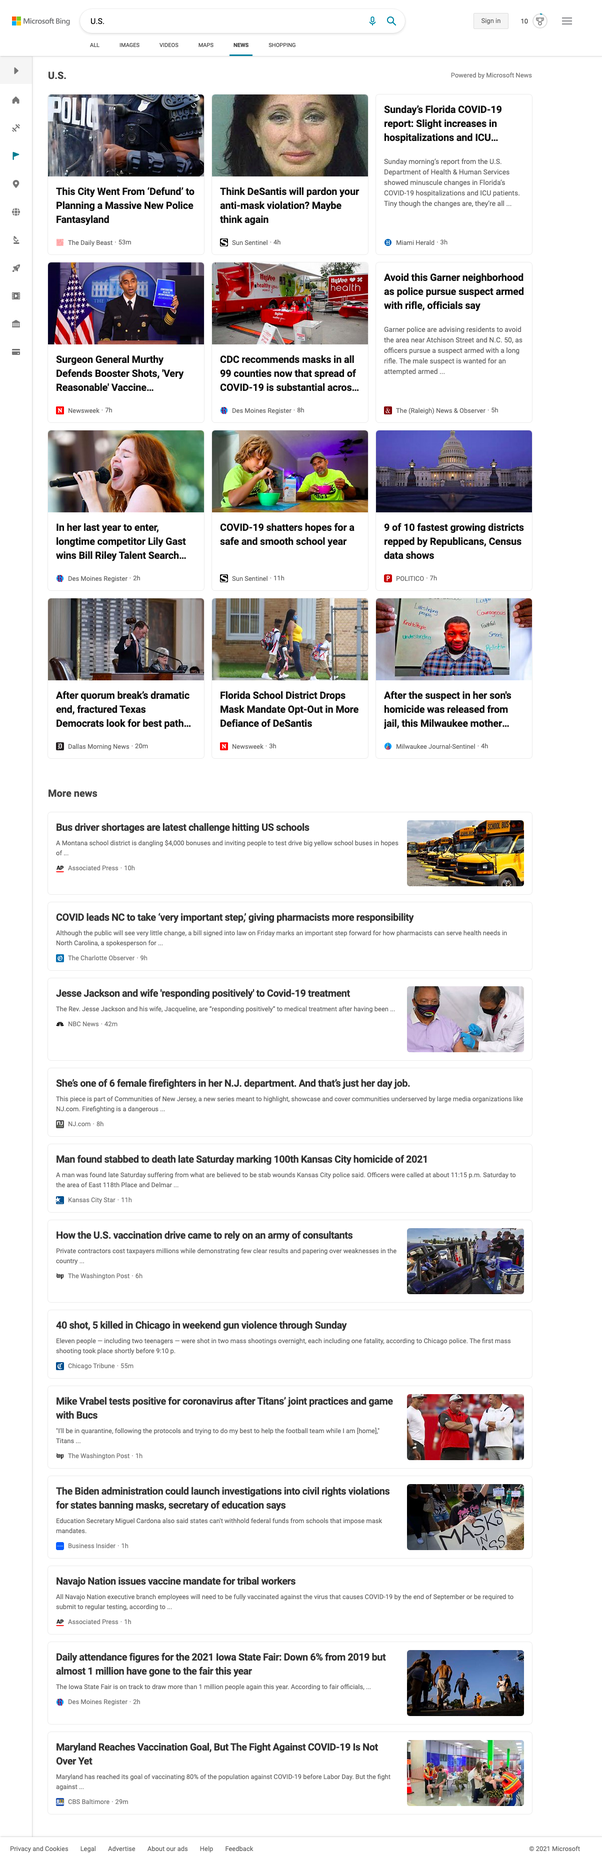 Microsoft Bing
U.S.
Sign in
10
ALL IMAGES VIDEOS MAPS NEWS SHOPPING
U.S.
Powered by Microsoft News
POLIC
This City Went From ‘Defund’ to
Planning a Massive New Police
Fantasyland
The Daily Beast · 53m
Think DeSantis will pardon your
anti-mask violation? Maybe
think again
Sun Sentinel · 4h
Sunday’s Florida COVID-19
report: Slight increases in
hospitalizations and ICU...
Sunday morning’s report from the U.S.
Department of Health & Human Services
showed minuscule changes in Florida’s
COVID-19 hospitalizations and ICU patients.
Tiny though the changes are, they’re all ...
Miami Herald · 3h
Surgeon General Murthy
Defends Booster Shots, 'Very
Reasonable' Vaccine...
Newsweek · 7h
HyVee
health
CDC recommends masks in all
99 counties now that spread of
COVID-19 is substantial acros...
Des Moines Register · 8h
Avoid this Garner neighborhood
as police pursue suspect armed
with rifle, officials say
Garner police are advising residents to avoid
the area near Atchison Street and N.C. 50, as
officers pursue a suspect armed with a long
rifle. The male suspect is wanted for an
attempted armed ...
The (Raleigh) News & Observer · 5h
In her last year to enter,
longtime competitor Lily Gast
wins Bill Riley Talent Search...
Des Moines Register · 2h
COVID-19 shatters hopes for a
safe and smooth school year
Sun Sentinel · 11h
9 of 10 fastest growing districts
repped by Republicans, Census
data shows
POLITICO · 7h
After quorum break’s dramatic
end, fractured Texas
Democrats look for best path...
Dallas Morning News · 20m
Florida School District Drops
Mask Mandate Opt-Out in More
Defiance of DeSantis
Newsweek · 3h
Courageous
understanding
Smart
After the suspect in her son's
homicide was released from
jail, this Milwaukee mother...
Milwaukee Journal-Sentinel · 4h
More news
Bus driver shortages are latest challenge hitting US schools
A Montana school district is dangling $4,000 bonuses and inviting people to test drive big yellow school buses in hopes
of ...
AP Associated Press · 10h
SCHOOL BUS
COVID leads NC to take ‘very important step,’ giving pharmacists more responsibility
Although the public will see very little change, a bill signed into law on Friday marks an important step forward for how pharmacists can serve health needs in
North Carolina, a spokesperson for ...
The Charlotte Observer · 9h
Jesse Jackson and wife 'responding positively' to Covid-19 treatment
The Rev. Jesse Jackson and his wife, Jacqueline, are “responding positively” to medical treatment after having been ...
NBC News · 42m
She’s one of 6 female firefighters in her N.J. department. And that’s just her day job.
This piece is part of Communities of New Jersey, a new series meant to highlight, showcase and cover communities underserved by large media organizations like
NJ.com. Firefighting is a dangerous ...
NJ.com · 8h
Man found stabbed to death late Saturday marking 100th Kansas City homicide of 2021
A man was found late Saturday suffering from what are believed to be stab wounds Kansas City police said. Officers were called at about 11:15 p.m. Saturday to
the area of East 118th Place and Delmar ...
Kansas City Star · 11h
How the U.S. vaccination drive came to rely on an army of consultants
Private contractors cost taxpayers millions while demonstrating few clear results and papering over weaknesses in the
country ...
wp The Washington Post · 6h
40 shot, 5 killed in Chicago in weekend gun violence through Sunday
Eleven people — including two teenagers — were shot in two mass shootings overnight, each including one fatality, according to Chicago police. The first mass
shooting took place shortly before 9:10 p.
Chicago Tribune · 55m
Mike Vrabel tests positive for coronavirus after Titans’ joint practices and game
with Bucs
“I’ll be in quarantine, following the protocols and trying to do my best to help the football team while I am [home],”
Titans ...
wp The Washington Post · 1h
The Biden administration could launch investigations into civil rights violations
for states banning masks, secretary of education says
Education Secretary Miguel Cardona also said states can't withhold federal funds from schools that impose mask
mandates.
Business Insider · 1h
MASKS
IN
Navajo Nation issues vaccine mandate for tribal workers
All Navajo Nation executive branch employees will need to be fully vaccinated against the virus that causes COVID-19 by the end of September or be required to
submit to regular testing, according to ...
AP Associated Press · 1h
Daily attendance figures for the 2021 Iowa State Fair: Down 6% from 2019 but
almost 1 million have gone to the fair this year
The Iowa State Fair is on track to draw more than 1 million people again this year. According to fair officials, ...
Des Moines Register · 2h
Maryland Reaches Vaccination Goal, But The Fight Against COVID-19 Is Not
Over Yet
Maryland has reached its goal of vaccinating 80% of the population against COVID-19 before Labor Day. But the fight
against ...
CBS Baltimore · 29m
Privacy and Cookies Legal Advertise About our ads Help Feedback
© 2021 Microsoft